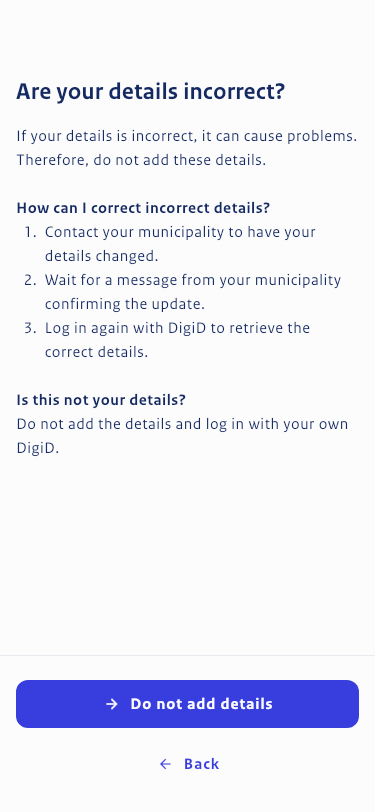 Are your details incorrect?
If your details is incorrect, it can cause problems.
Therefore, do not add these details.
How can I correct incorrect details?
1. Contact your municipality to have your
details changed.
2. Wait for a message from your municipality
confirming the update.
3. Log in again with DigiD to retrieve the
correct details.
Is this not your details?
Do not add the details and log in with your own
DigiD.
→ Do not add details
← Back